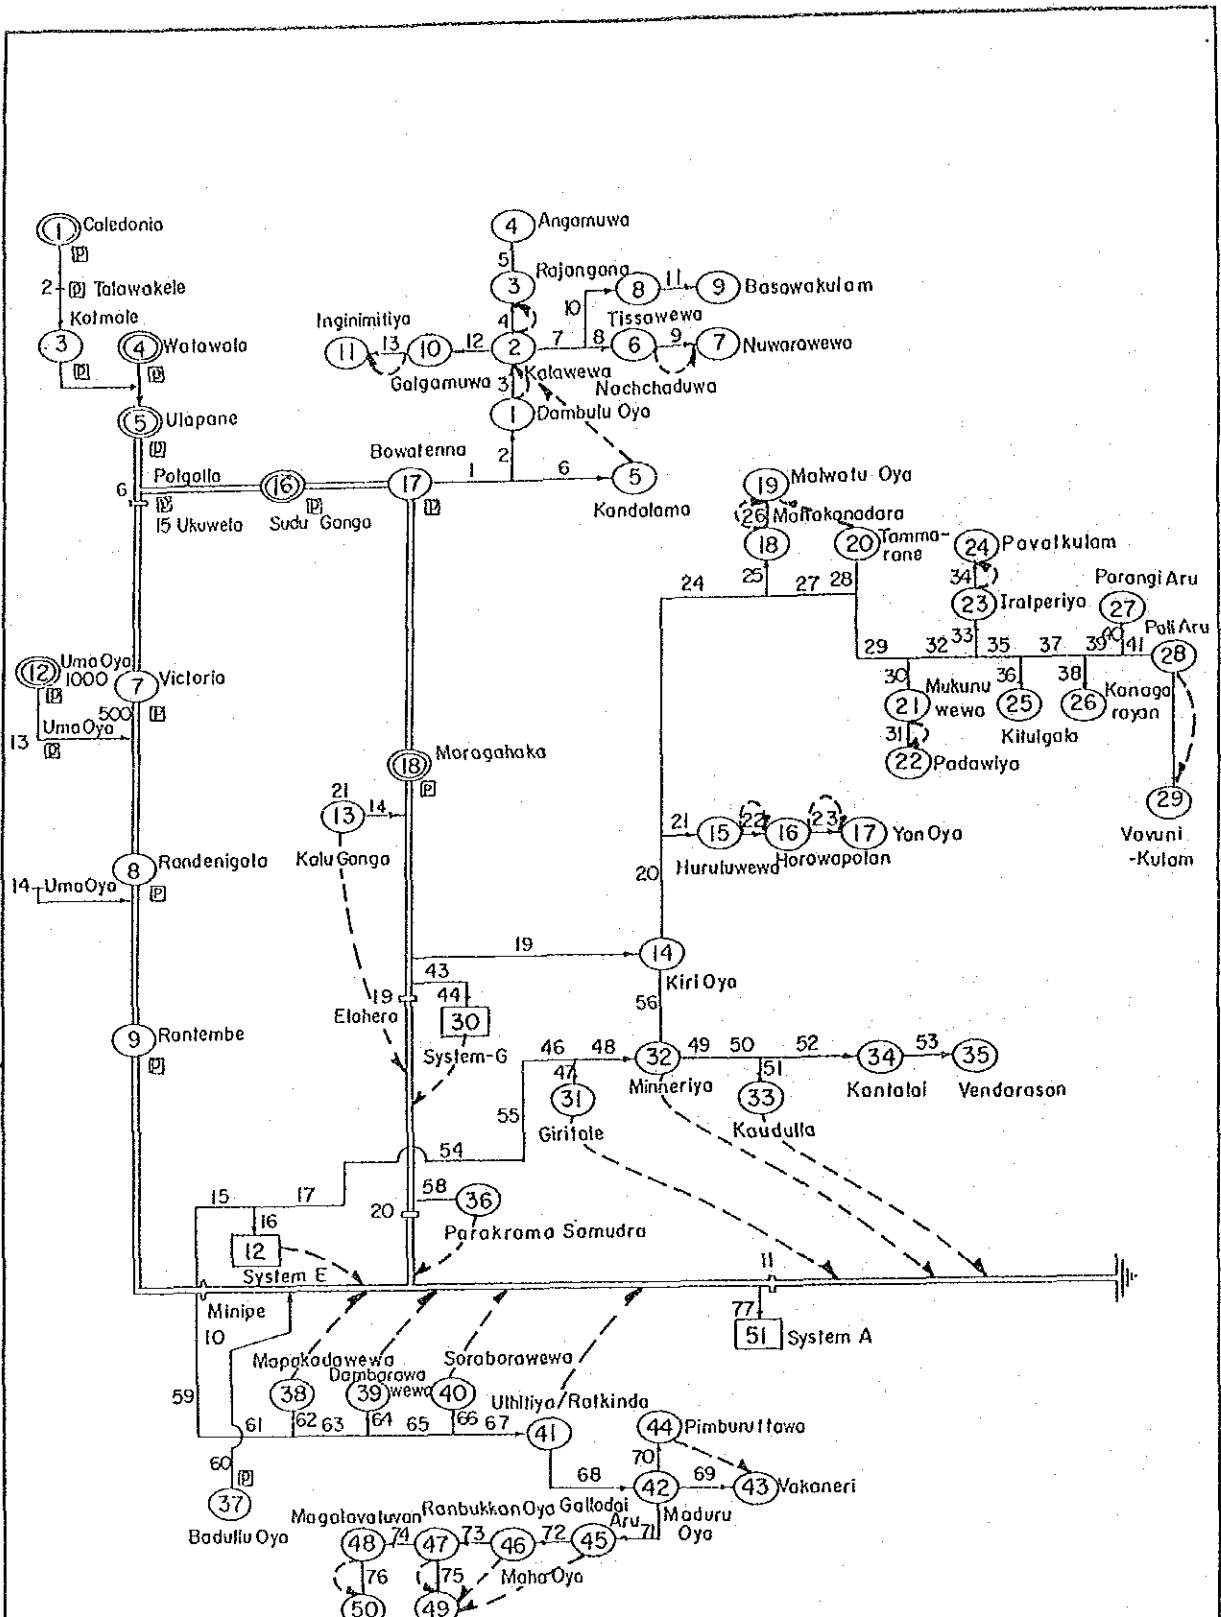 1 Caledonia
P
2 P Talawakele
Kotmale
3 P
4 Watawala
P
5 Ulapane
P
Polgolla
6 P
15 Ukuwela
16 P
Sudu Ganga
Bowatenna
17 P
1
2
6
5
Kandalama
1 Dambulu Oya
3
2 Kalawewa
4
3 Rajangana
5
4 Angamuwa
12
10
Galgamuwa
13
11
Inginimitiya
7
10
8
Tissawewa
11
9 Basawakulam
8
6
9
7 Nuwarawewa
Nachchaduwa
12 Uma Oya
P 1000
7 Victoria
500 P
Uma Oya
13 P
8 Randenigala
P
14 Uma Oya
9 Rantembe
P
18 Moragahaka
P
21
13
14
Kalu Ganga
19
14
Kiri Oya
43
44
30
System-G
19
Elahera
20
21
15
Huruluwewa
22
16
Horowapotan
23
17 Yan Oya
24
25
18
26 Maitakanadara
19
Malwatu Oya
27
28
20 Tamma-
rane
29
30
21 Mukunu
wewa
31
22 Padawiya
32
33
23 Iratperiya
34
24 Pavatkulam
35
36
25
Kitulgala
37
38
26 Kanaga
rayan
39
40
27
Parangi Aru
41
28
Pali Aru
29
Vavuni
-Kulam
56
32
Minneriya
46
47
48
31
Giritale
49
50
51
33
Kaudulla
52
34
Kantalai
53
35
Vendarasan
55
54
58
36
Parakrama Samudra
20
15
16
17
12
System E
Minipe
10
11
77
51 System A
59
60
P
37
Badullu Oya
61
62
Mapakadawewa
38
63
64
Dambarawa
wewa
39
65
66
Soraborawewa
40
67
Ulhitiya/Ratkinda
41
68
42
Maduru
Oya
69
43 Vakaneri
70
44 Pimburuttawa
71
Gallodai
Aru
45
72
46
Maha Oya
73
Ranbukkan Oya
47
74
Magalavatuvan
48
75
49
76
50